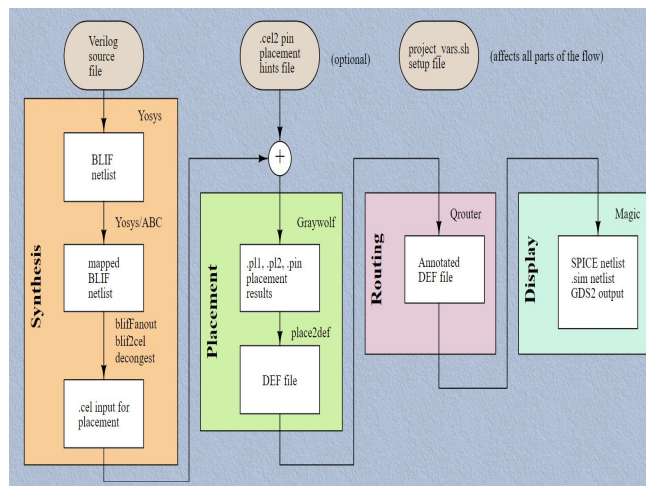 Verilog
source
file
.cel2 pin
placement
hints file
(optional)
project_vars.sh
setup file
(affects all parts of the flow)
Synthesis
Yosys
BLIF
netlist
Yosys/ABC
mapped
BLIF
netlist
blifFanout
blif2cel
decongest
.cel input for
placement
+
Placement
Graywolf
.pl1, .pl2, .pin
placement
results
place2def
DEF file
Routing
Qrouter
Annotated
DEF file
Display
Magic
SPICE netlist
.sim netlist
GDS2 output